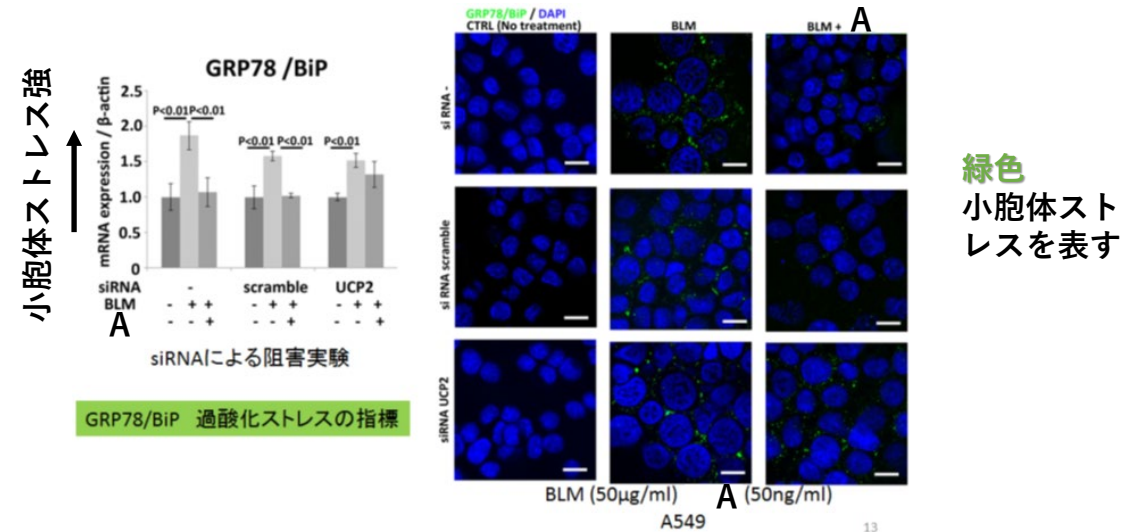 小胞体ストレス強
GRP78 /BiP
mRNA expression / β-actin
2.5
2.0
1.5
1.0
0.5
0
P<0.01 P<0.01
P<0.01 P<0.01
P<0.01
siRNA - scramble UCP2
BLM - + + - + + - + +
A - - + - - + - - +
siRNAによる阻害実験
GRP78/BiP 過酸化ストレスの指標
GRP78/BiP / DAPI
CTRL (No treatment)
BLM
BLM + A
si RNA -
si RNA scramble
siRNA UCP2
BLM (50μg/ml) A (50ng/ml)
A549
緑色
小胞体スト
レスを表す
13